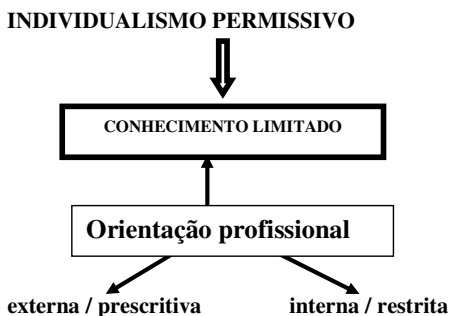 INDIVIDUALISMO PERMISSIVO
CONHECIMENTO LIMITADO
Orientação profissional
externa / prescritiva interna / restrita